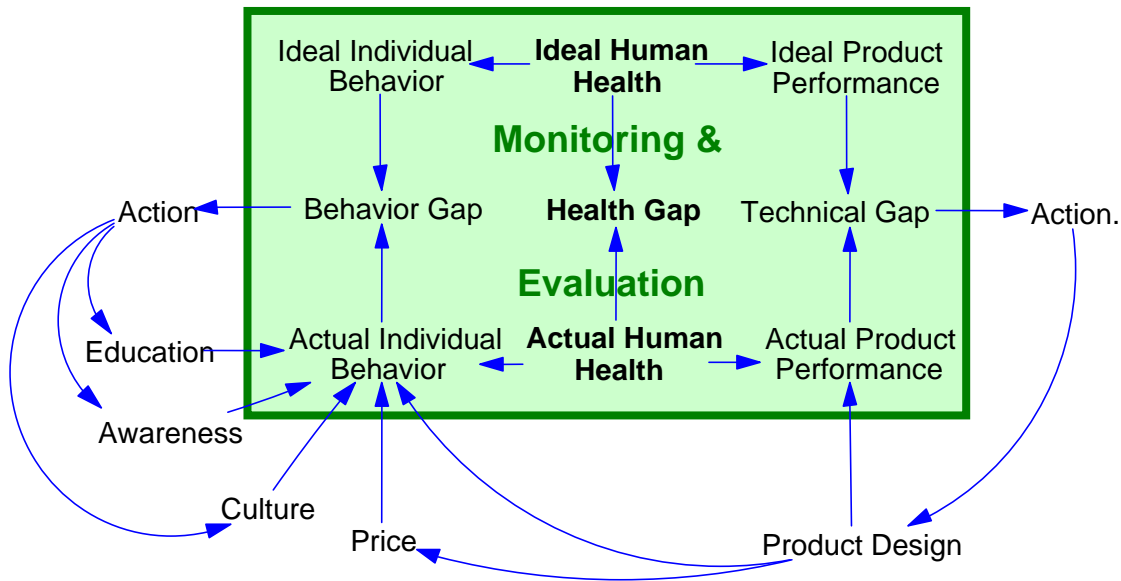 Ideal Individual
Behavior
Ideal Human
Health
Ideal Product
Performance
Monitoring &
Action
Behavior Gap
Health Gap
Technical Gap
Action.
Evaluation
Education
Actual Individual
Behavior
Actual Human
Health
Actual Product
Performance
Awareness
Culture
Price
Product Design